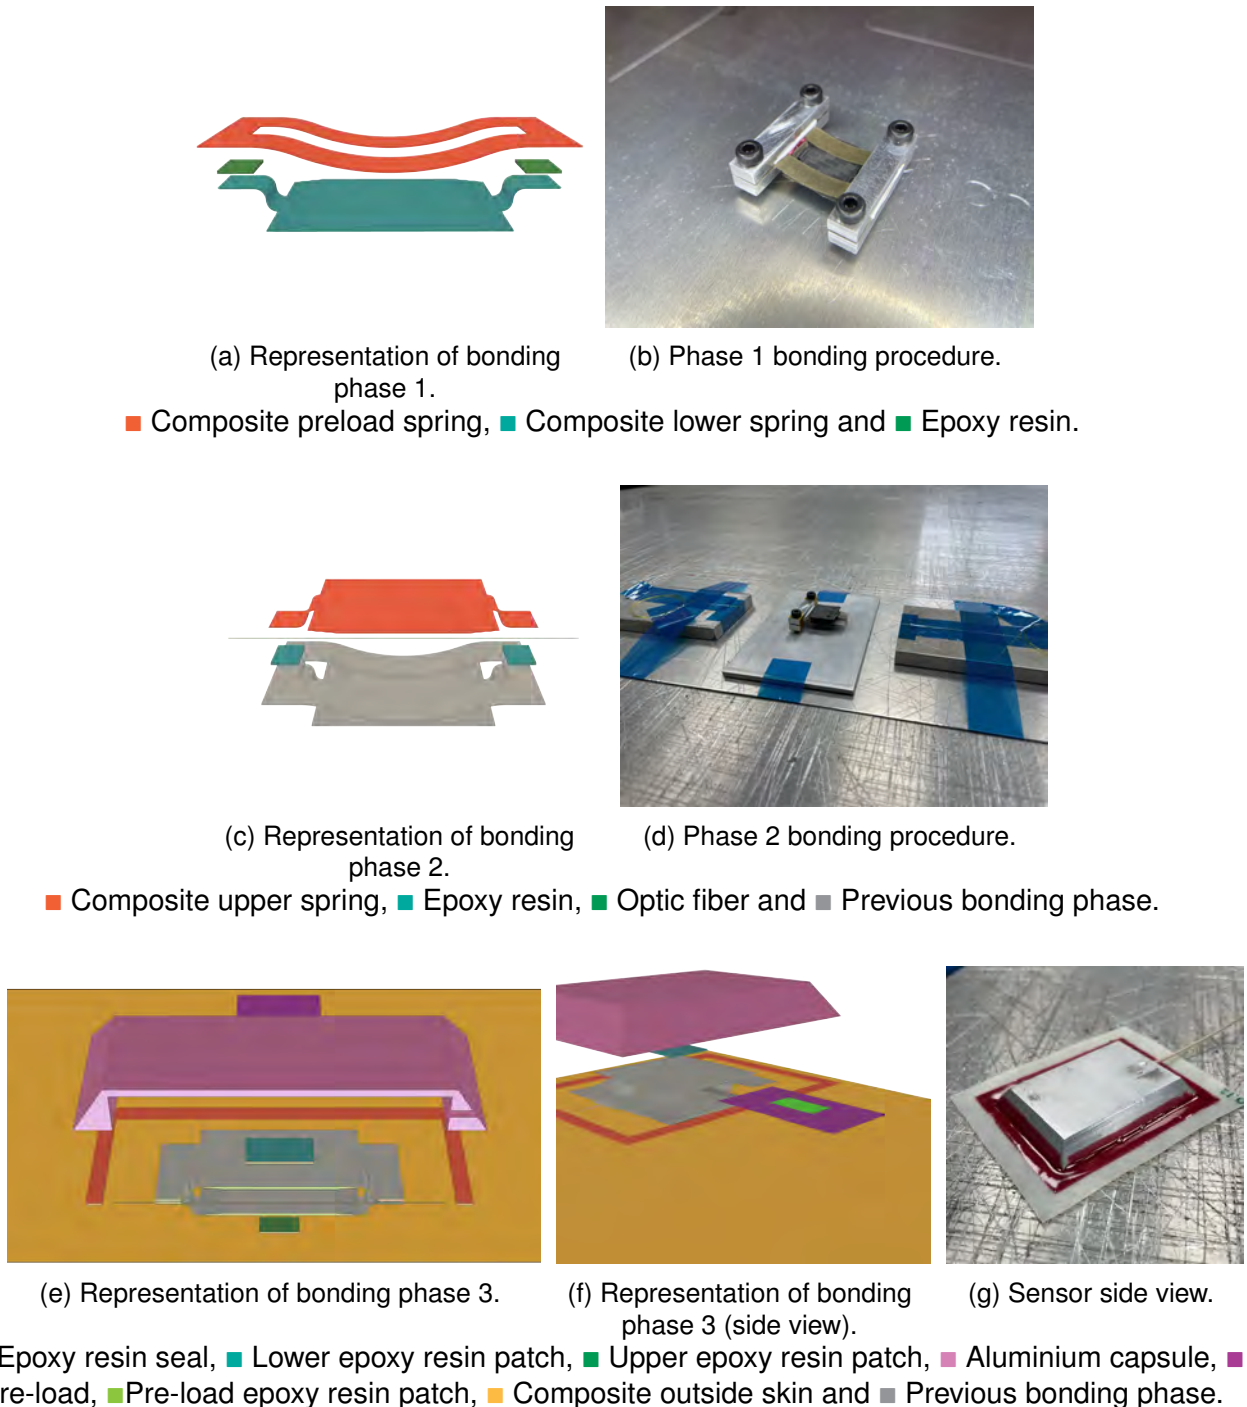 (a) Representation of bonding
phase 1.
(b) Phase 1 bonding procedure.
■ Composite preload spring, ■ Composite lower spring and ■ Epoxy resin.
(c) Representation of bonding
phase 2.
(d) Phase 2 bonding procedure.
■ Composite upper spring, ■ Epoxy resin, ■ Optic fiber and ■ Previous bonding phase.
(e) Representation of bonding phase 3.
(f) Representation of bonding
phase 3 (side view).
(g) Sensor side view.
Epoxy resin seal, ■ Lower epoxy resin patch, ■ Upper epoxy resin patch, ■ Aluminium capsule, ■
re-load, ■Pre-load epoxy resin patch, ■ Composite outside skin and ■ Previous bonding phase.